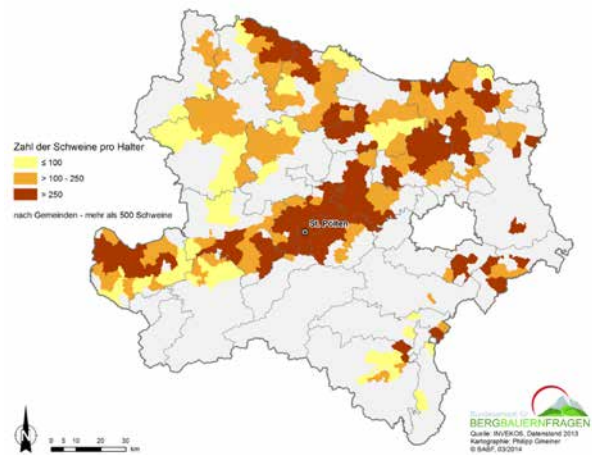 Zahl der Schweine pro Halter
≤ 100
> 100 - 250
> 250
nach Gemeinden - mehr als 500 Schweine
St. Pölten
N
0 5 10 20 30
km
Bundesanstalt für
BERGBAUERNFRAGEN
Quelle: INVEKOS, Datenstand 2013
Kartographie: Philipp Gmeiner
© BABF, 03/2014